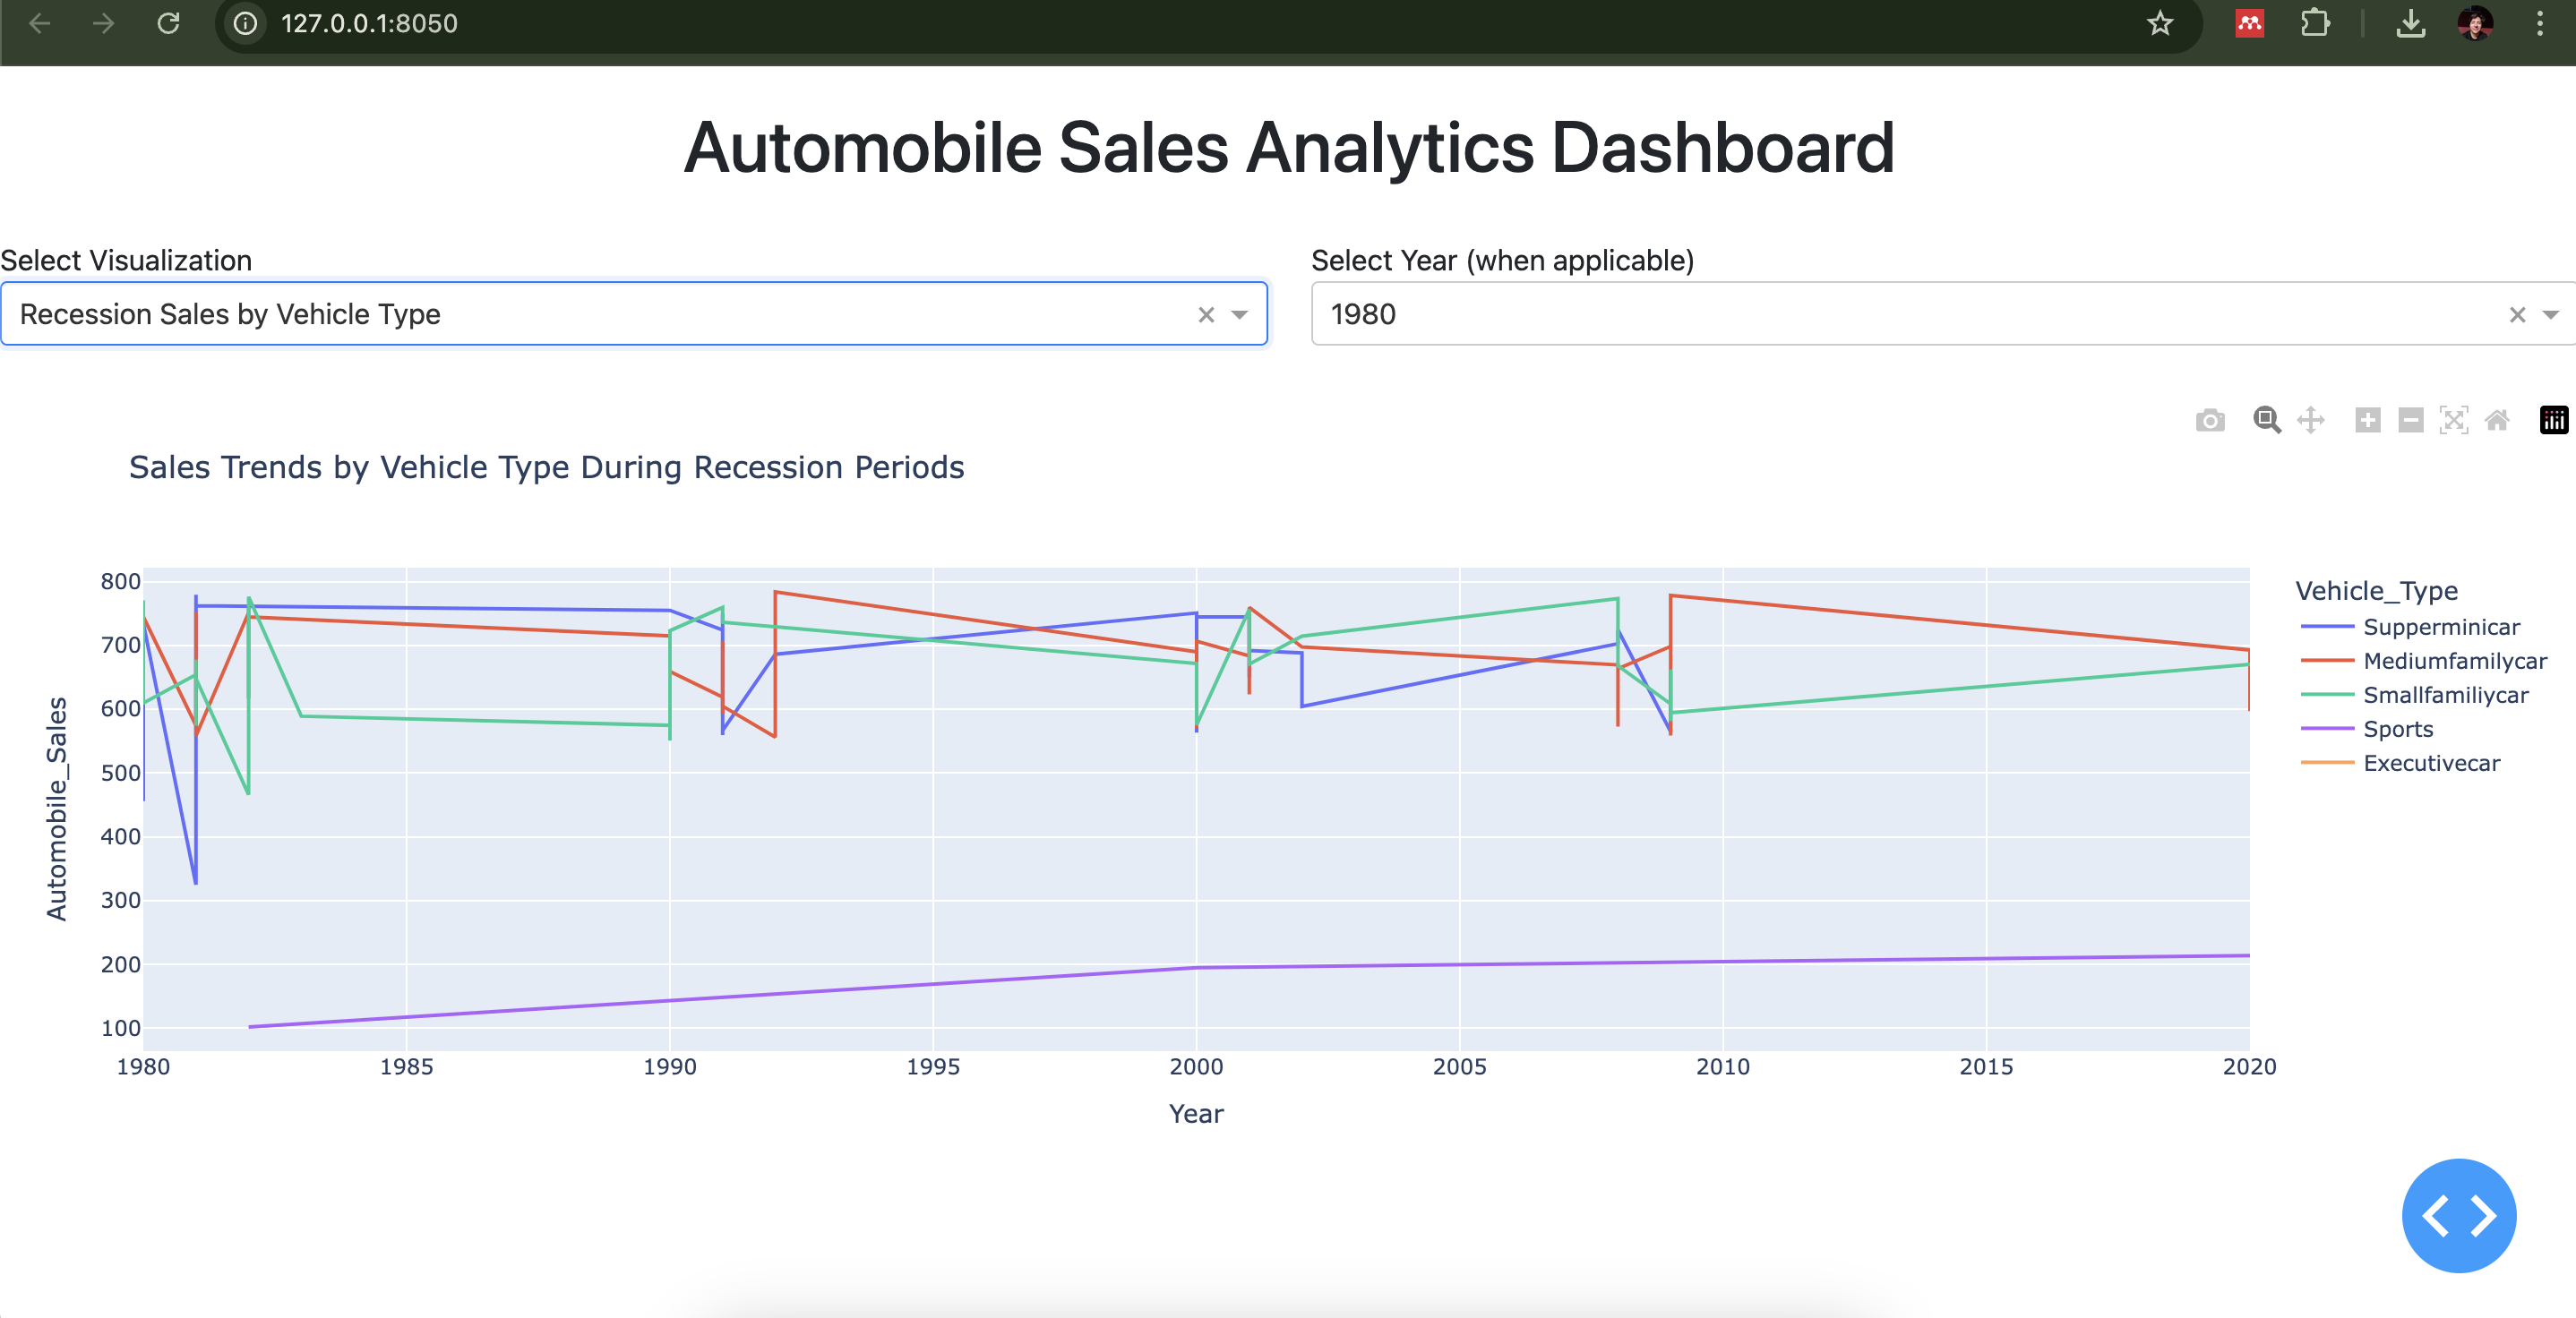 127.0.0.1:8050
Automobile Sales Analytics Dashboard
Select Visualization
Select Year (when applicable)
Recession Sales by Vehicle Type
1980
Sales Trends by Vehicle Type During Recession Periods
800
700
600
500
400
300
200
100
Automobile_Sales
1980
1985
1990
1995
2000
2005
2010
2015
2020
Year
Vehicle_Type
Supperminicar
Mediumfamilycar
Smallfamiliycar
Sports
Executivecar